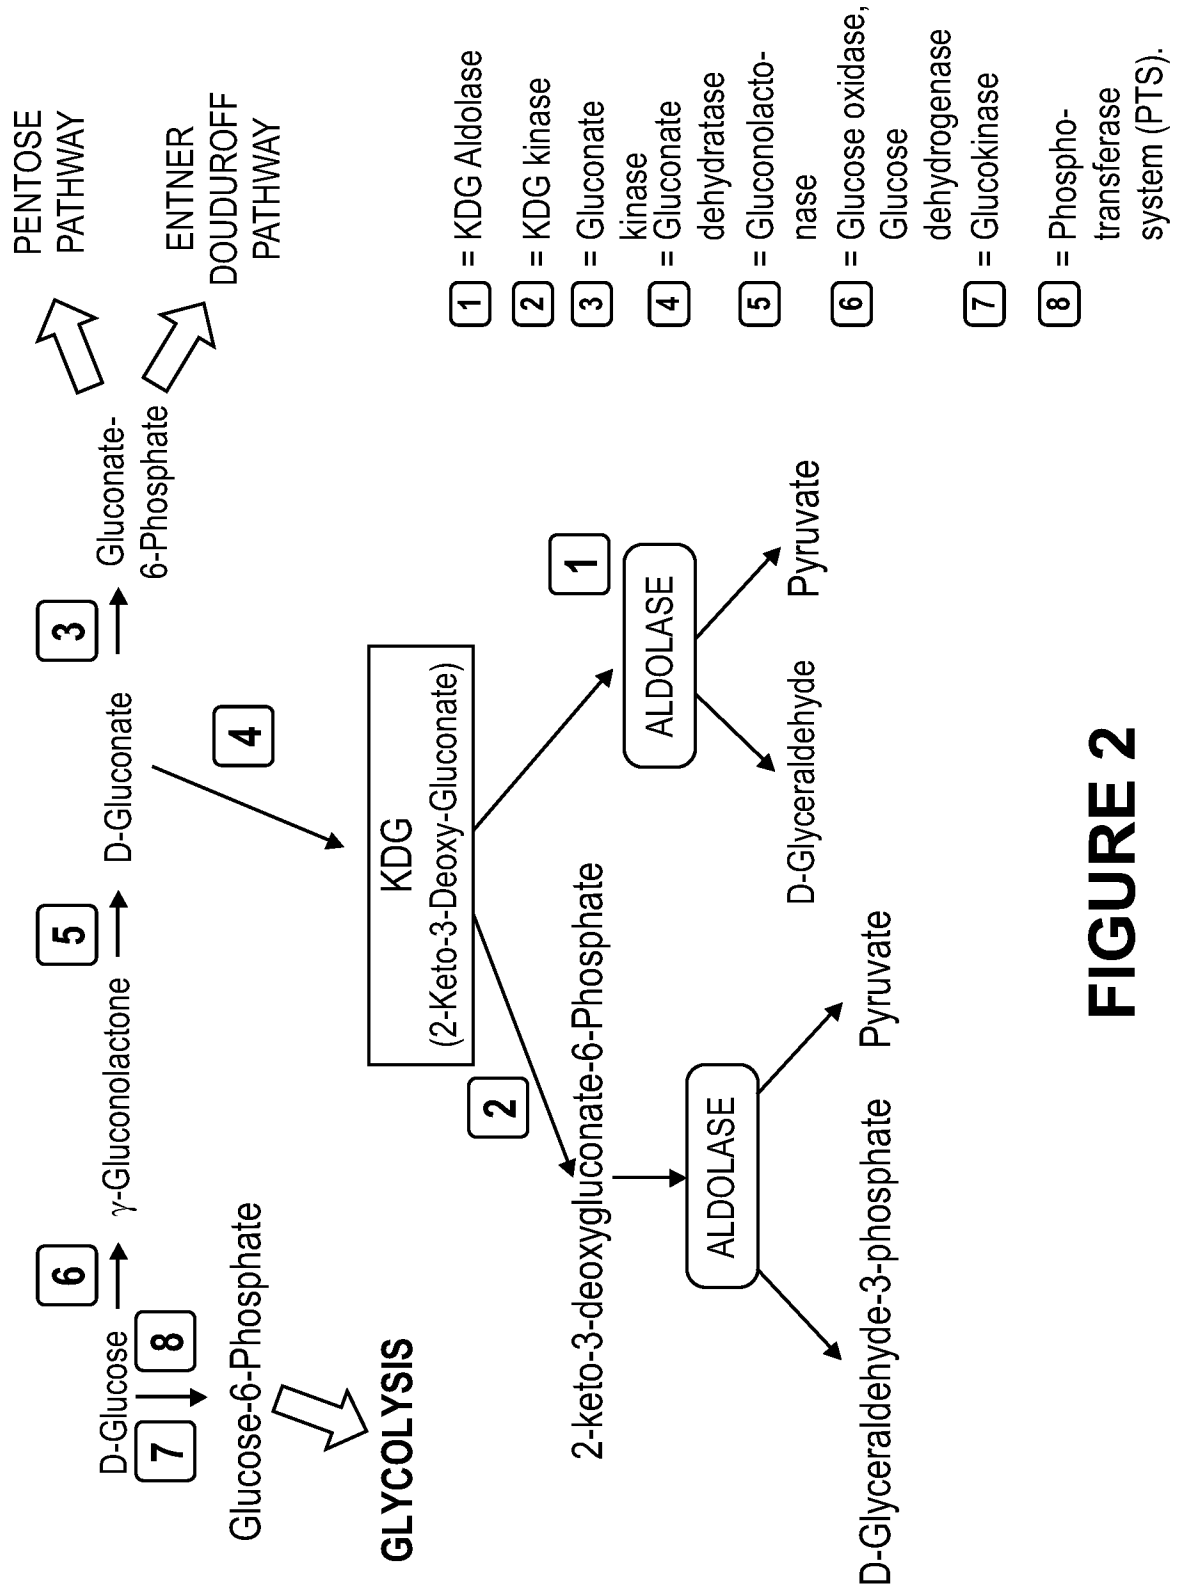 D-Glucose
6
γ-Gluconolactone
5
D-Gluconate
3
Gluconate-
6-Phosphate
PENTOSE
PATHWAY
ENTNER
DOUDUROFF
PATHWAY
7
8
Glucose-6-Phosphate
GLYCOLYSIS
4
KDG
(2-Keto-3-Deoxy-Gluconate)
2
1
2-keto-3-deoxygluconate-6-Phosphate
ALDOLASE
ALDOLASE
D-Glyceraldehyde
Pyruvate
D-Glyceraldehyde-3-phosphate
Pyruvate
1 = KDG Aldolase
2 = KDG kinase
3 = Gluconate
kinase
4 = Gluconate
dehydratase
5 = Gluconolacto-
nase
6 = Glucose oxidase,
Glucose
dehydrogenase
7 = Glucokinase
8 = Phospho-
transferase
system (PTS).
FIGURE 2